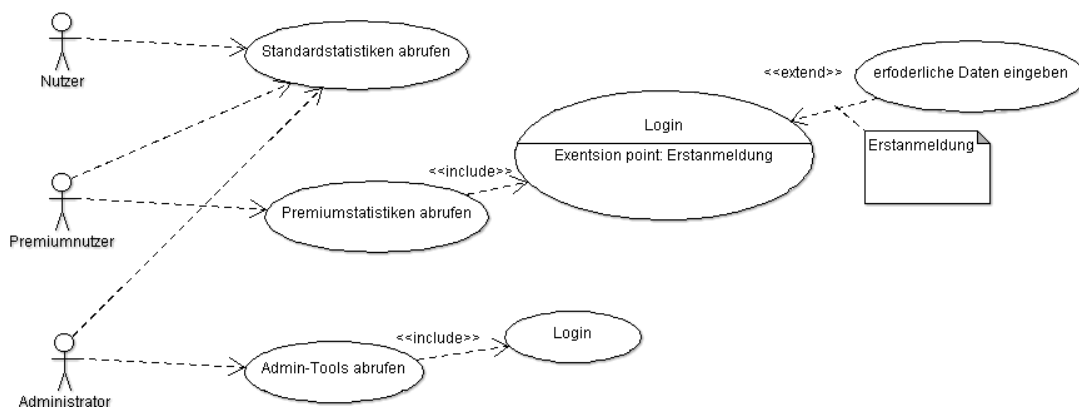 Nutzer
Standardstatistiken abrufen
<<extend>>
erfoderliche Daten eingeben
Login
Exentsion point: Erstanmeldung
Erstanmeldung
<<include>>
Premiumnutzer
Premiumstatistiken abrufen
<<include>>
Login
Administrator
Admin-Tools abrufen